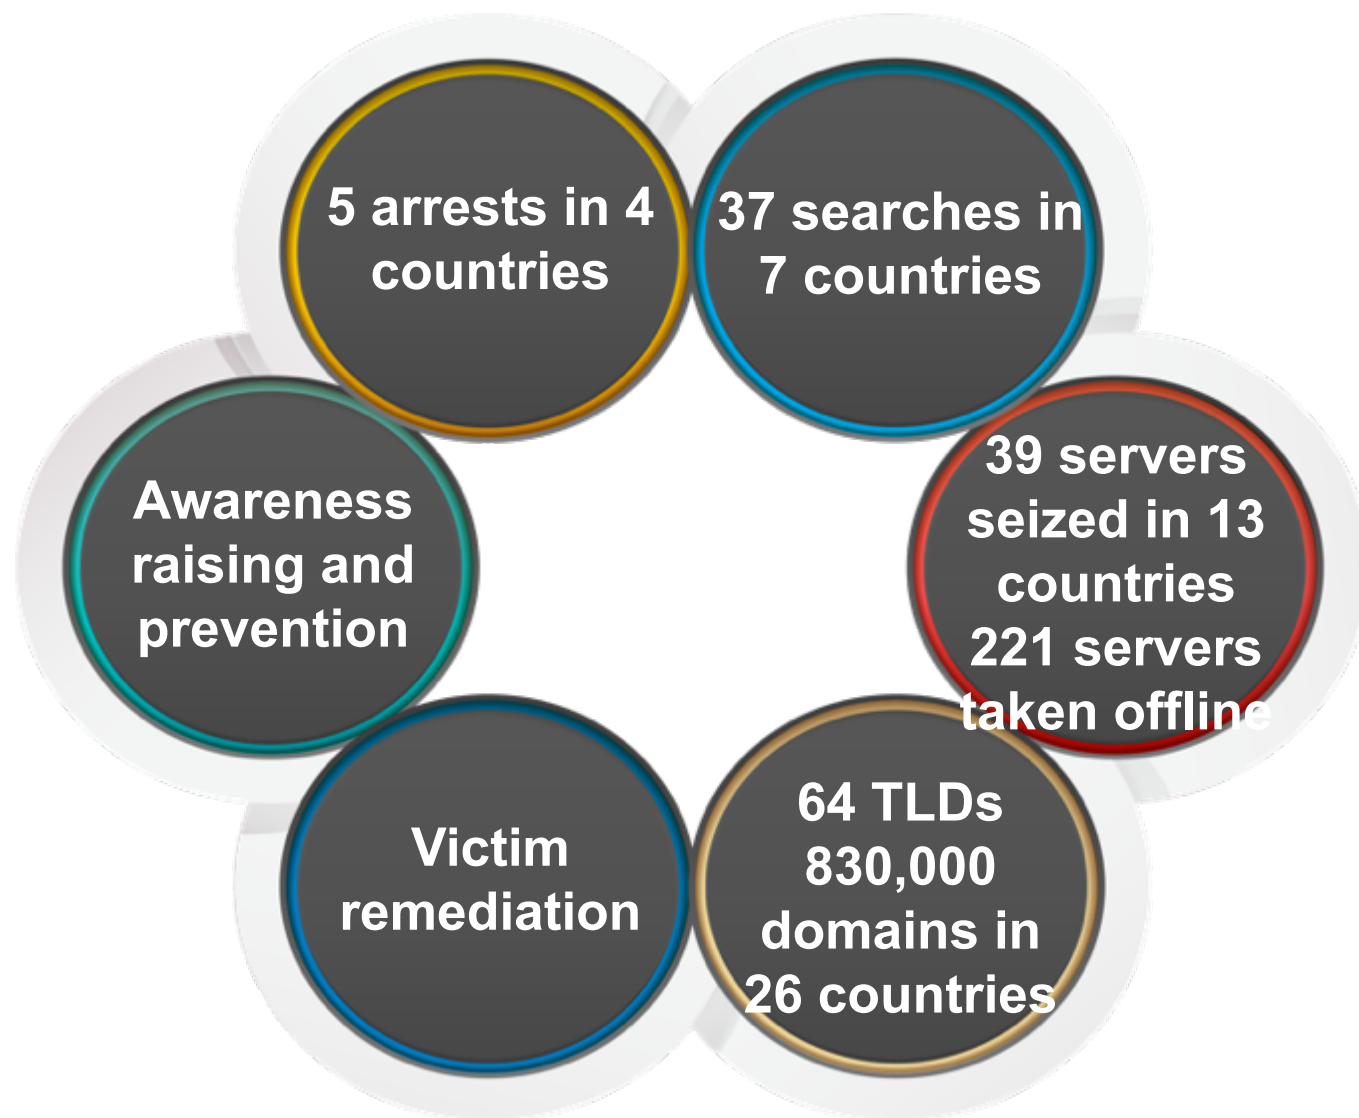 5 arrests in 4
countries
37 searches in
7 countries
39 servers
seized in 13
countries
221 servers
taken offline
64 TLDs
830,000
domains in
26 countries
Victim
remediation
Awareness
raising and
prevention